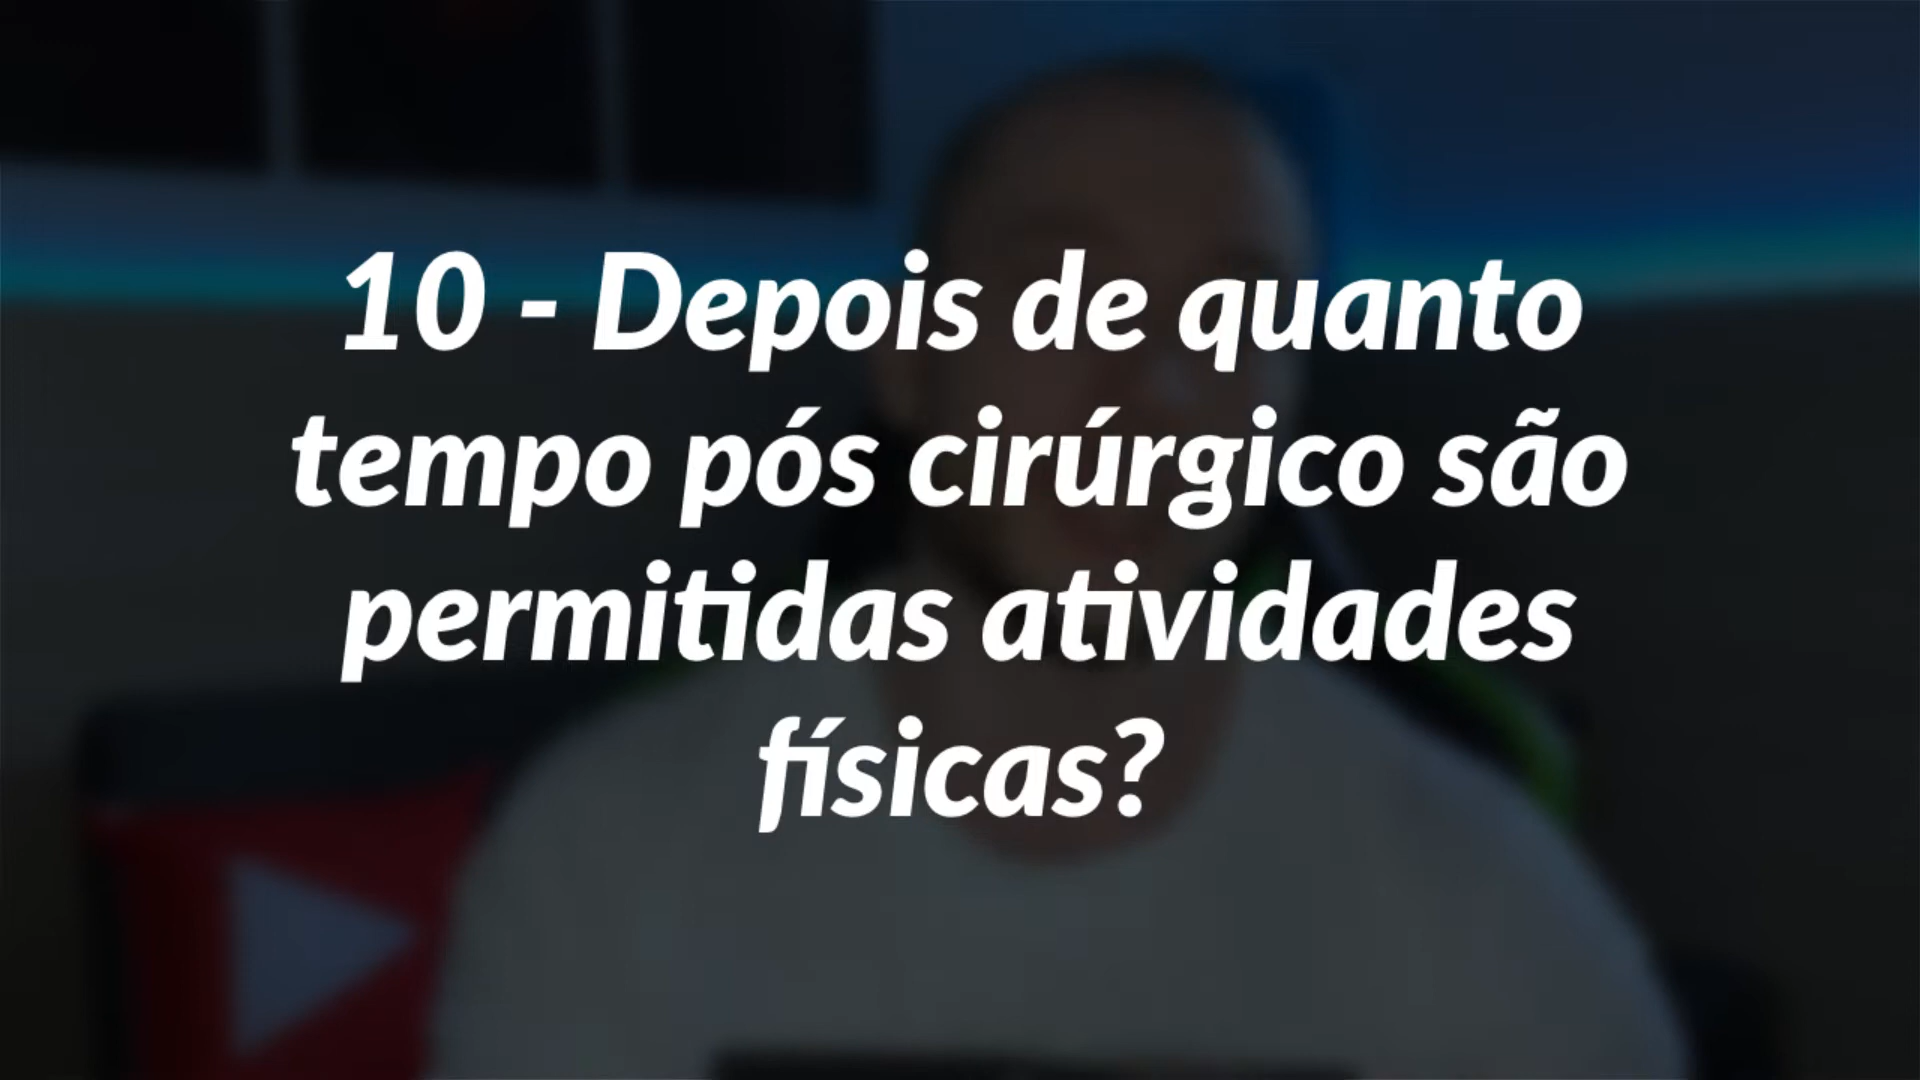 10 - Depois de quanto
tempo pós cirúrgico são
permitidas atividades
físicas?